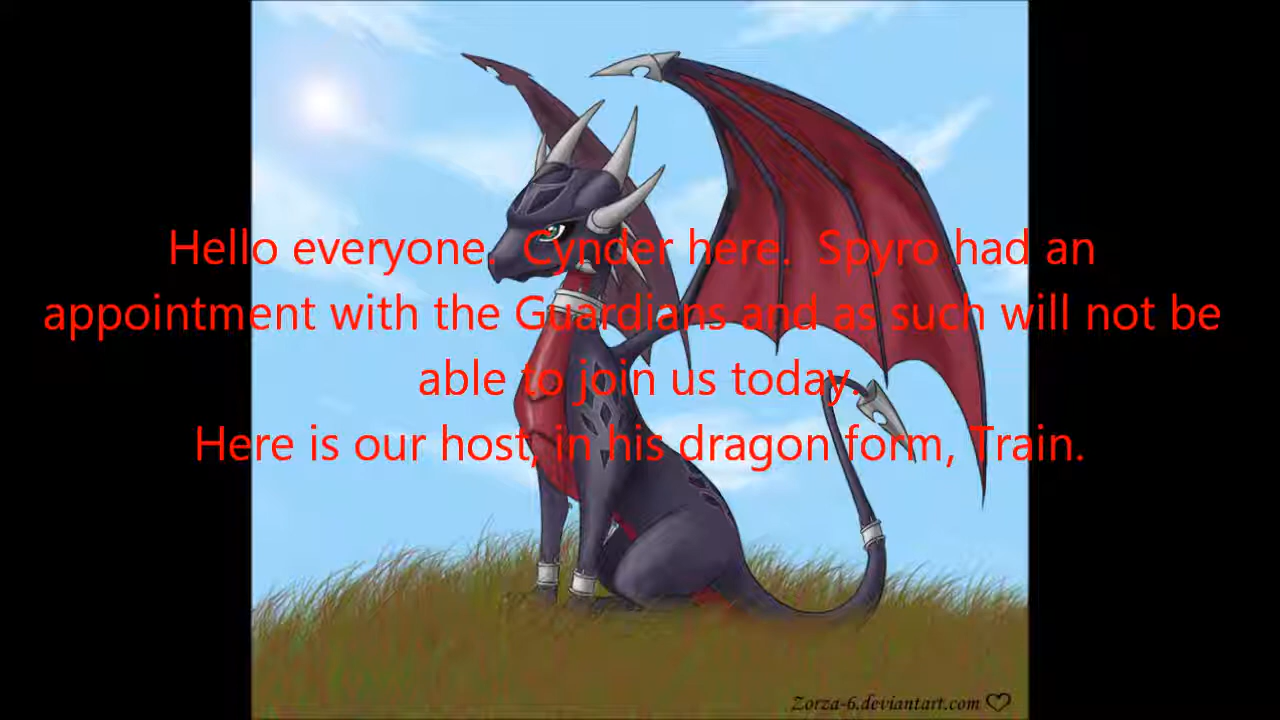 Hello everyone.  Cynder here.  Spyro had an
appointment with the Guardians and as such will not be
able to join us today.
Here is our host, in his dragon form, Train.
Zorza-6.deviantart.com